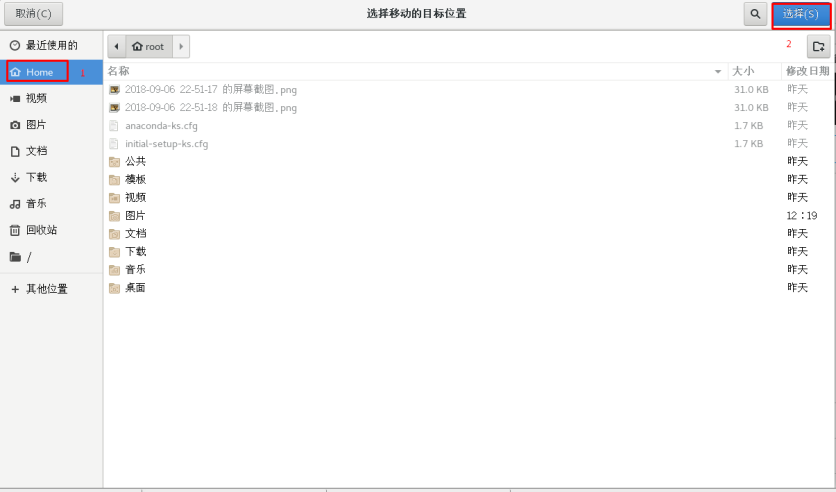 取消(C) 选择移动的目标位置 选择(S)
最近使用的
Home 1
视频
图片
文档
下载
音乐
回收站
/
+ 其他位置
root 2
名称 大小 修改日期
2018-09-06 22-51-17 的屏幕截图.png 31.0 KB 昨天
2018-09-06 22-51-18 的屏幕截图.png 31.0 KB 昨天
anaconda-ks.cfg 1.7 KB 昨天
initial-setup-ks.cfg 1.7 KB 昨天
公共 昨天
模板 昨天
视频 昨天
图片 12：19
文档 昨天
下载 昨天
音乐 昨天
桌面 昨天